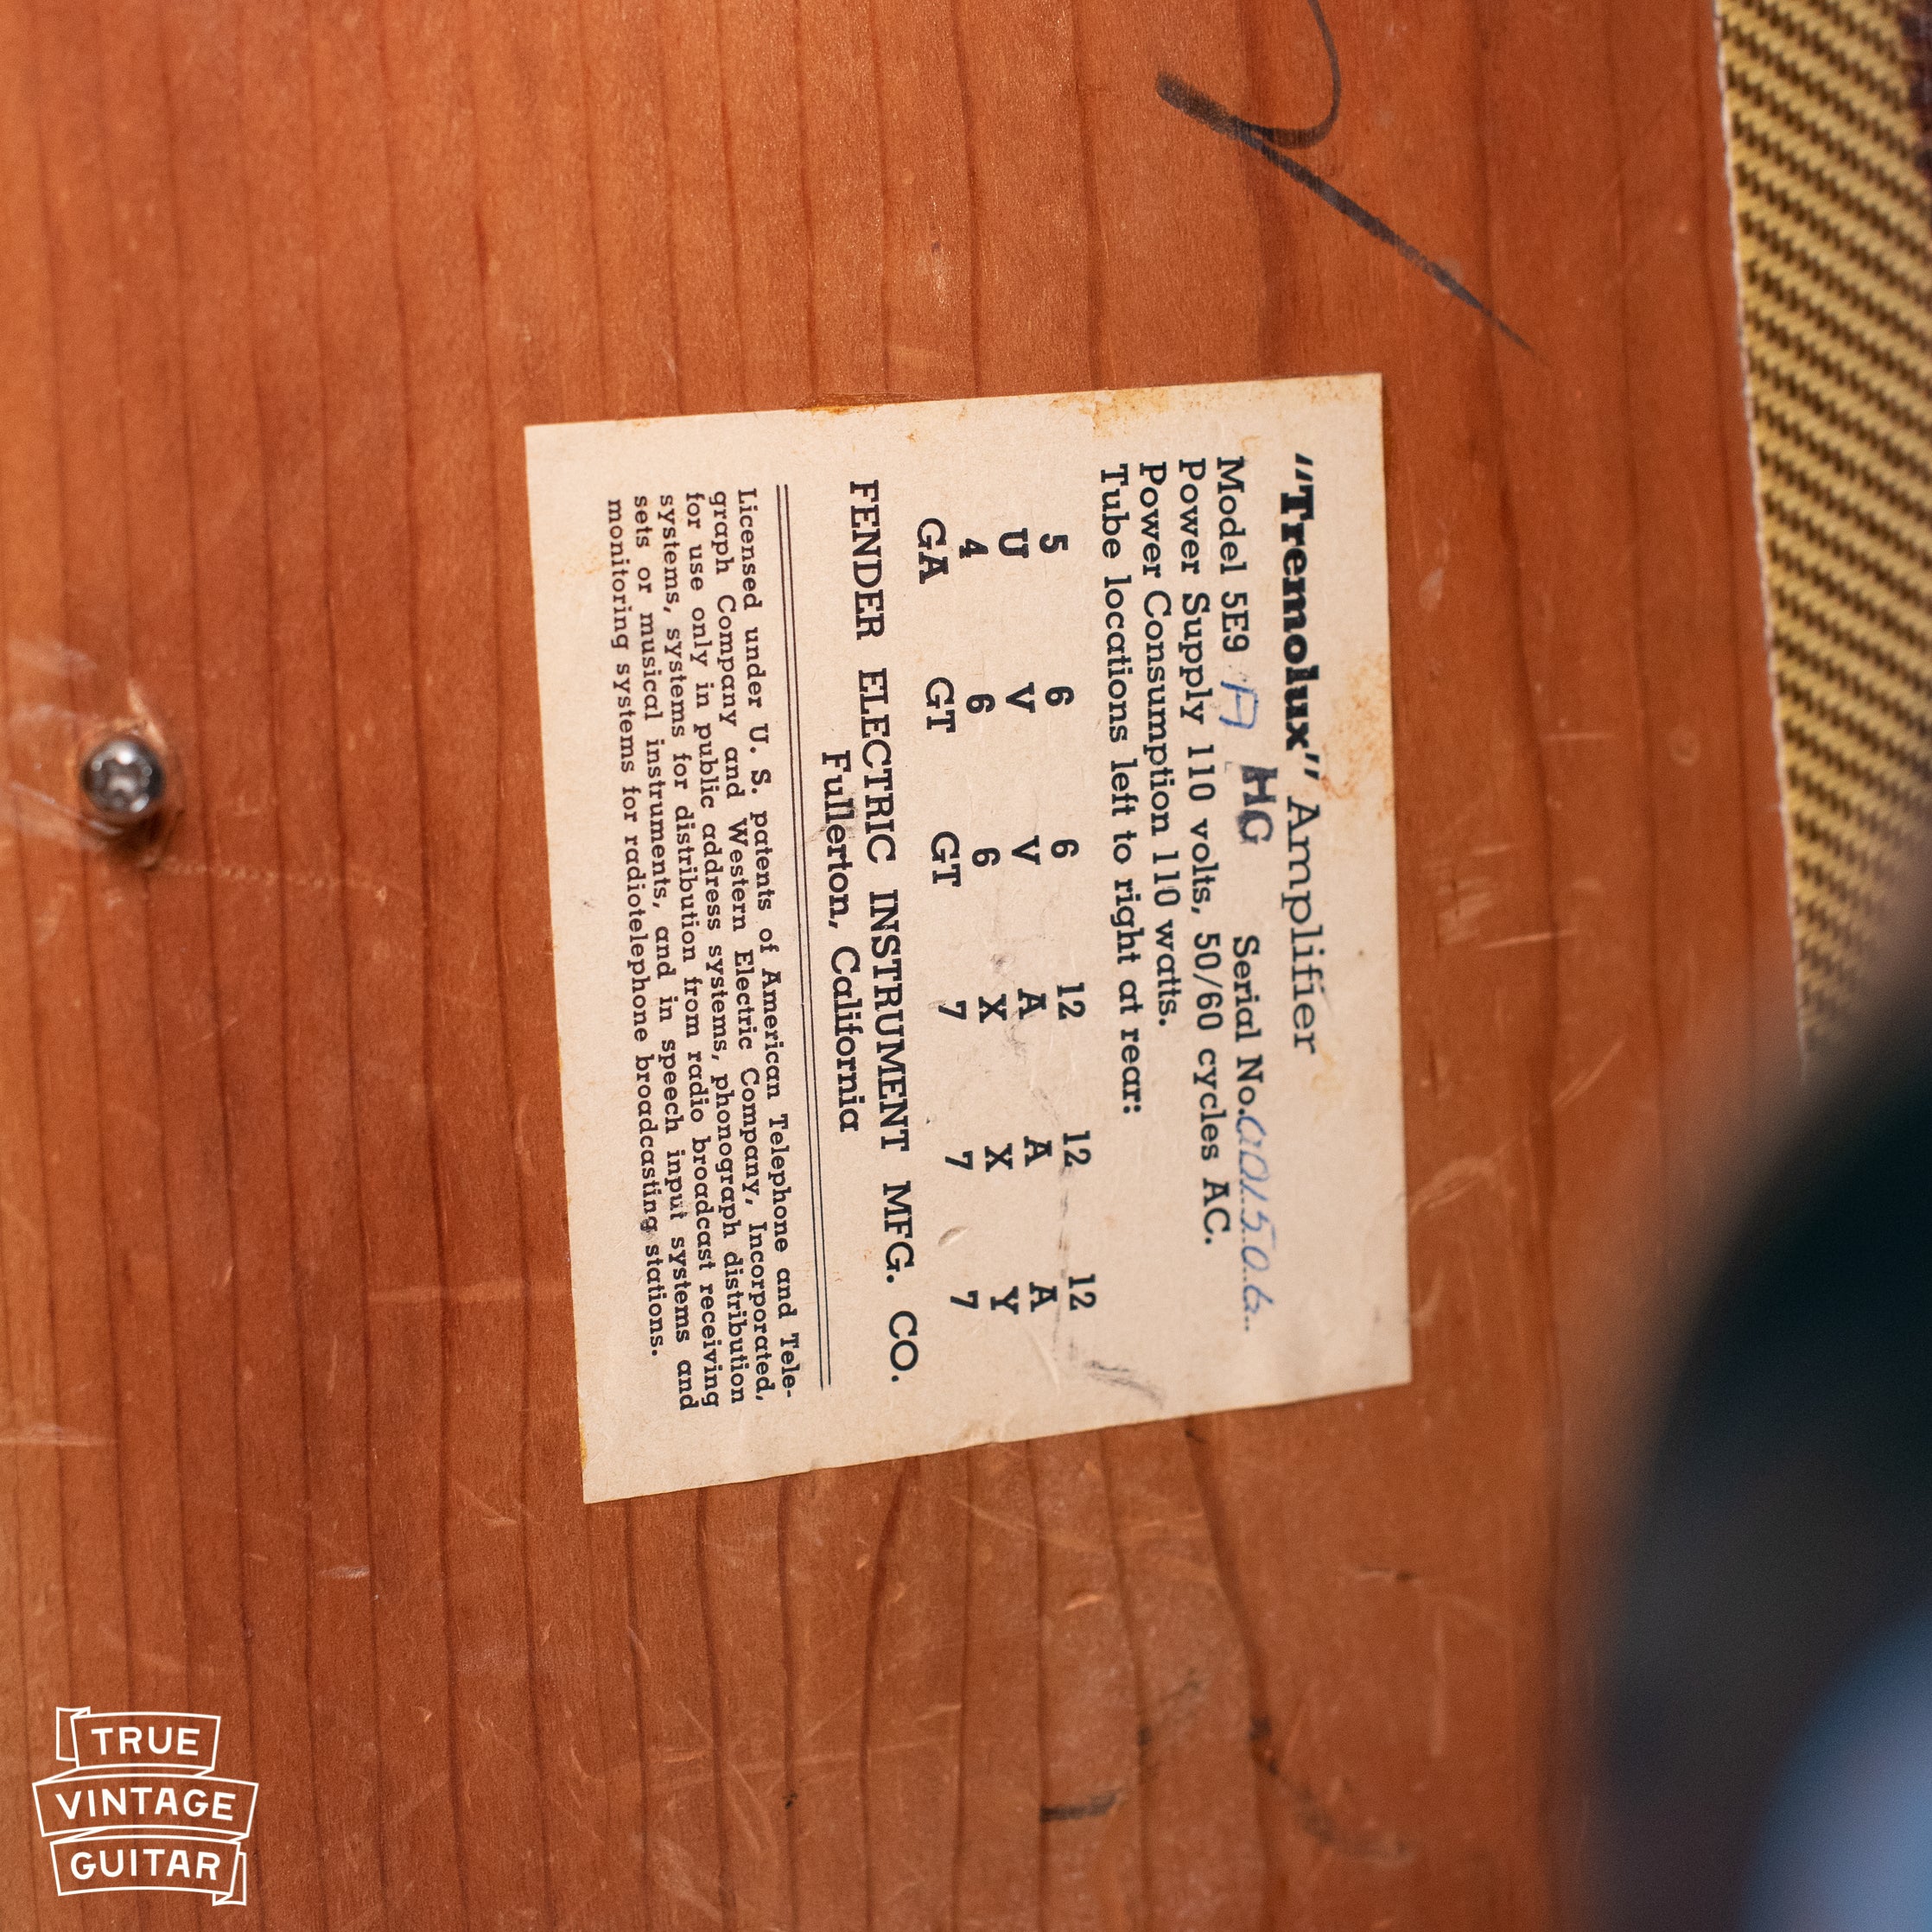 "Tremolux" Amplifier
Model 5E9 A HG Serial No. A01506
Power Supply 110 volts, 50/60 cycles AC.
Power Consumption 110 watts.
Tube locations left to right at rear:
5 6 6 12 12 12
U V V A A A
4 6 6 X X Y
GA GT GT 7 7 7
FENDER ELECTRIC INSTRUMENT MFG. CO.
Fullerton, California
Licensed under U. S. patents of American Telephone and Tele-
graph Company and Western Electric Company, Incorporated,
for use only in public address systems, phonograph distribution
systems, systems for distribution from radio broadcast receiving
sets or musical instruments, and in speech input systems and
monitoring systems for radiotelephone broadcasting stations.
TRUE
VINTAGE
GUITAR